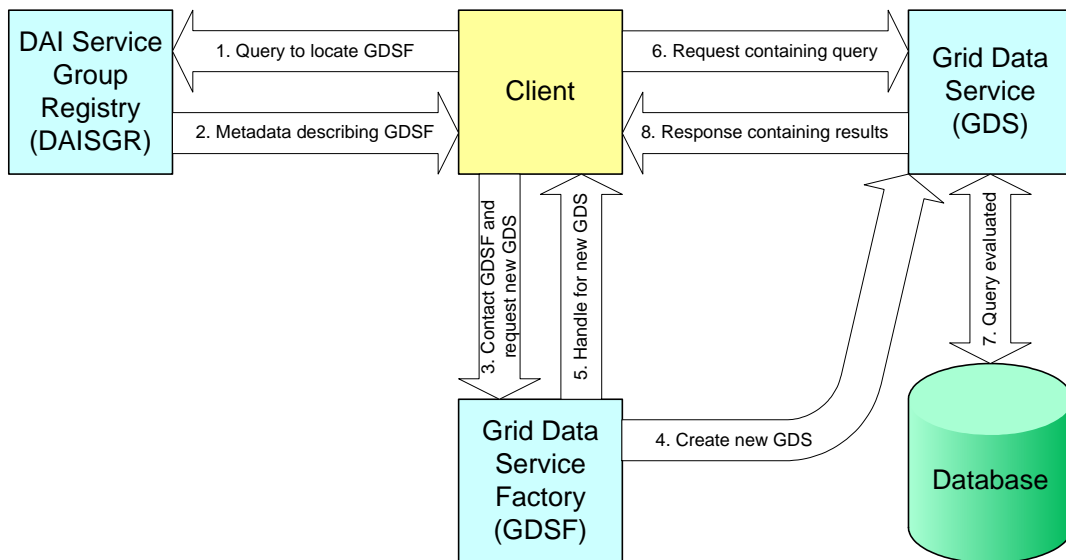 DAI Service
Group
Registry
(DAISGR)
1. Query to locate GDSF
2. Metadata describing GDSF
Client
6. Request containing query
8. Response containing results
Grid Data
Service
(GDS)
3. Contact GDSF and
request new GDS
5. Handle for new GDS
7. Query evaluated
Grid Data
Service
Factory
(GDSF)
4. Create new GDS
Database